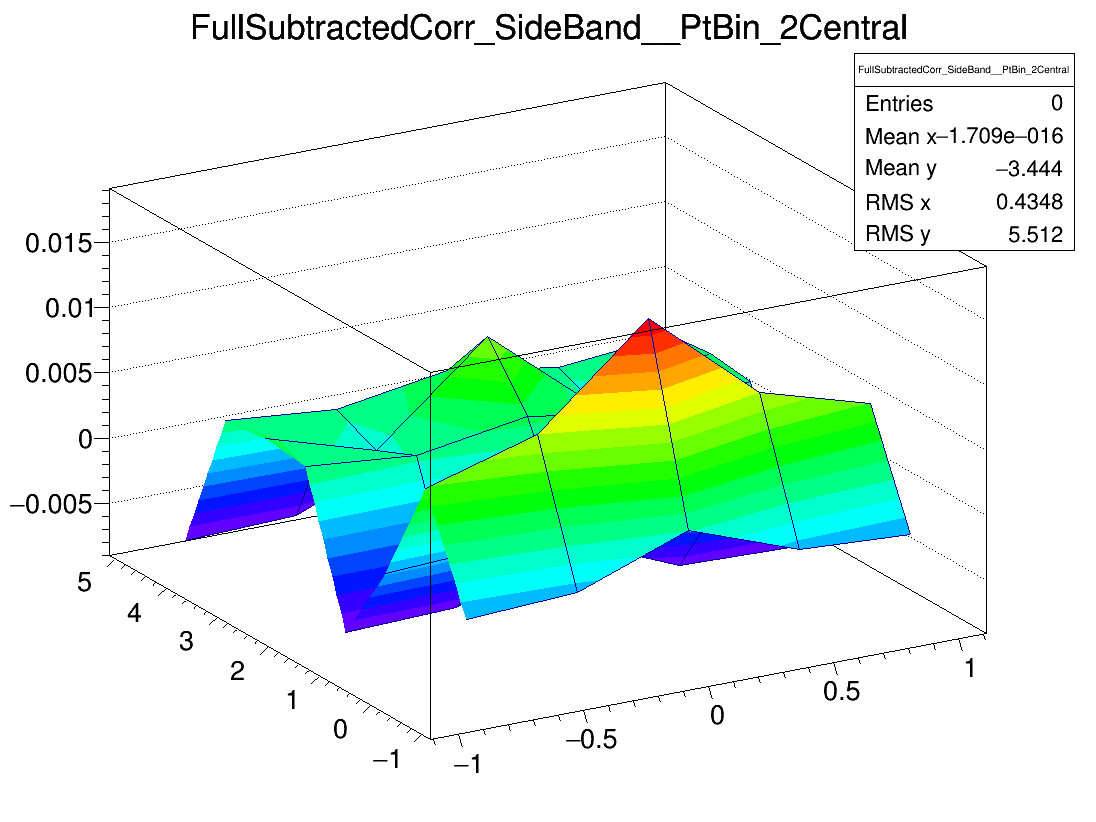 FullSubtractedCorr_SideBand__PtBin_2Central
FullSubtractedCorr_SideBand__PtBin_2Central
Entries 0
Mean x −1.709e−016
Mean y −3.444
RMS x 0.4348
RMS y 5.512
0.015
0.01
0.005
0
−0.005
5
4
3
2
1
0
−1
−1
−0.5
0
0.5
1